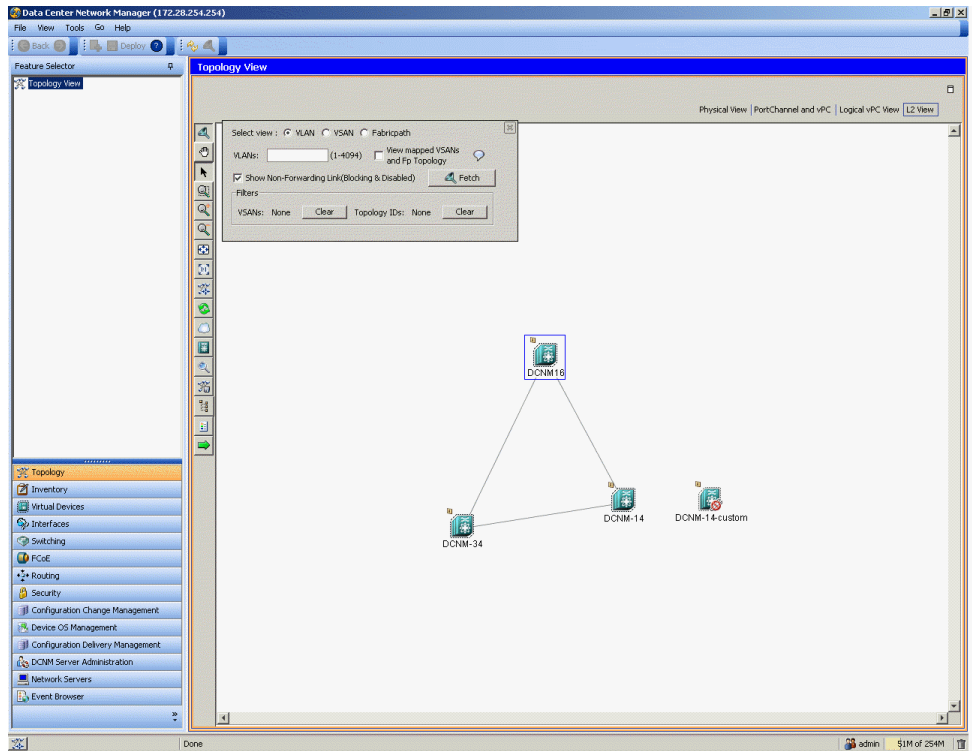 Data Center Network Manager (172.28.254.254)
File View Tools Go Help
Back Deploy ?
Feature Selector
Topology View
Topology View
Physical View PortChannel and vPC Logical vPC View L2 View
Select view : VLAN VSAN Fabricpath
VLANs: (1-4094) View mapped VSANs
and Fp Topology
Show Non-Forwarding Link(Blocking & Disabled) Fetch
Filters
VSANs: None Clear Topology IDs: None Clear
DCNM16
DCNM-14
DCNM-14-custom
DCNM-34
Topology
Inventory
Virtual Devices
Interfaces
Switching
FCoE
Routing
Security
Configuration Change Management
Device OS Management
Configuration Delivery Management
DCNM Server Administration
Network Servers
Event Browser
Done admin 51M of 254M